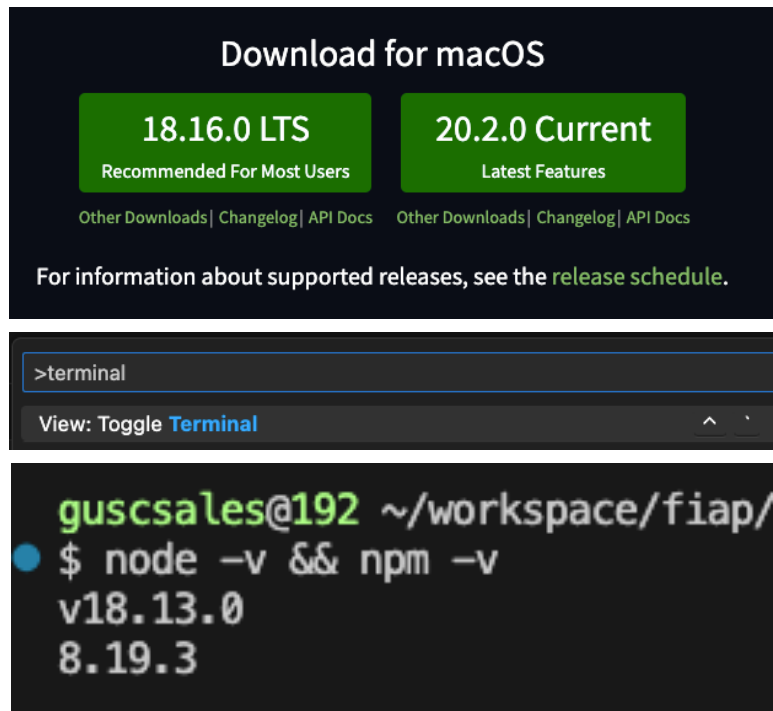 Download for macOS
18.16.0 LTS 20.2.0 Current
Recommended For Most Users Latest Features
Other Downloads| Changelog| API Docs Other Downloads| Changelog| API Docs
For information about supported releases, see the release schedule.
>terminal
View: Toggle Terminal ^ `
guscsales@192 ~/workspace/fiap/
$ node -v && npm -v
v18.13.0
8.19.3